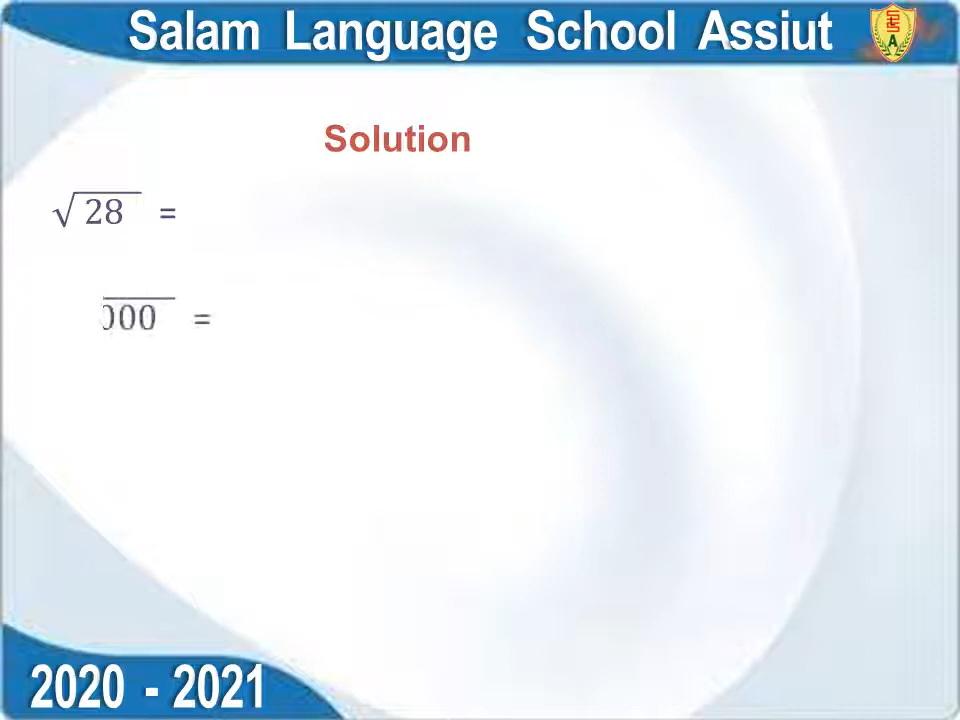 Salam Language School Assiut
Solution
√28 =
000 =
2020 - 2021